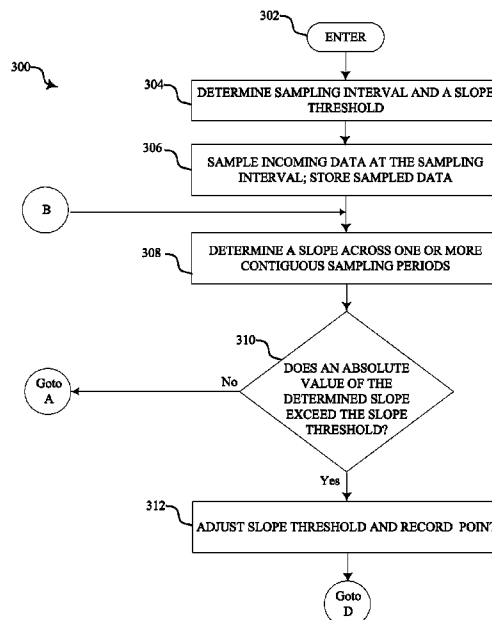 302
ENTER
300
304
DETERMINE SAMPLING INTERVAL AND A SLOPE
THRESHOLD
306
SAMPLE INCOMING DATA AT THE SAMPLING
INTERVAL; STORE SAMPLED DATA
B
308
DETERMINE A SLOPE ACROSS ONE OR MORE
CONTIGUOUS SAMPLING PERIODS
310
DOES AN ABSOLUTE
VALUE OF THE
DETERMINED SLOPE
EXCEED THE SLOPE
THRESHOLD?
No
Goto
A
Yes
312
ADJUST SLOPE THRESHOLD AND RECORD POINT
Goto
D